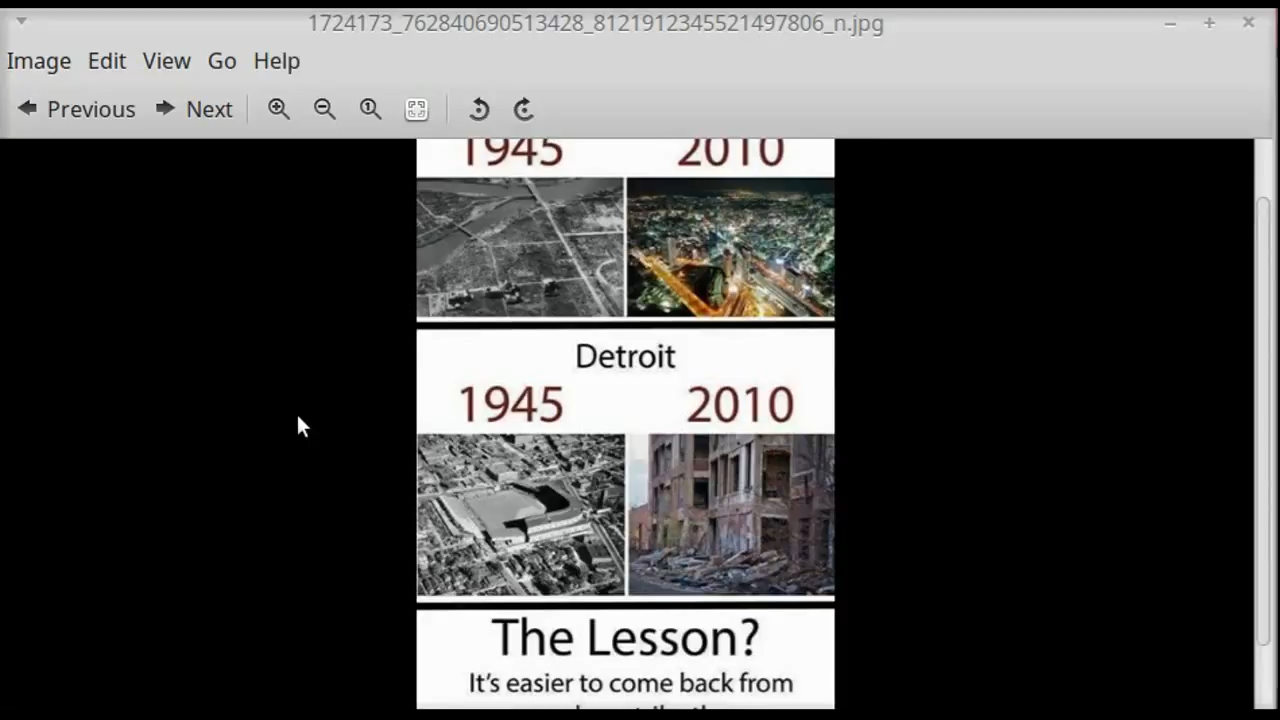 1724173_762840690513428_8121912345521497806_n.jpg
Image Edit View Go Help
Previous Next
1945 2010
Detroit
1945 2010
The Lesson?
It's easier to come back from